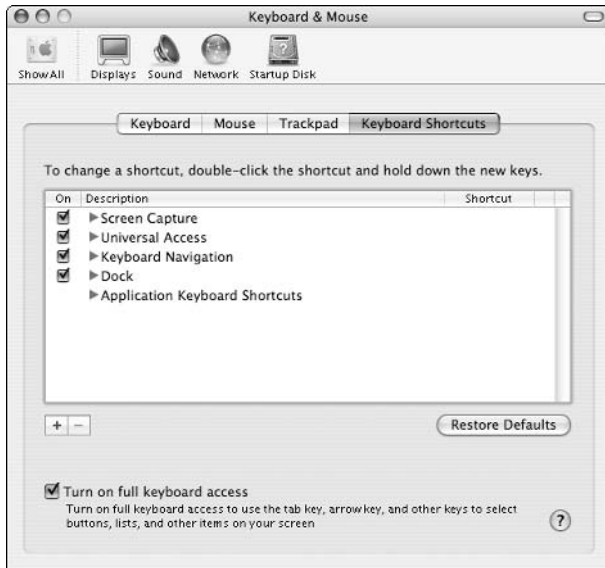 Keyboard & Mouse
Show All Displays Sound Network Startup Disk
Keyboard Mouse Trackpad Keyboard Shortcuts
To change a shortcut, double-click the shortcut and hold down the new keys.
On Description Shortcut
Screen Capture
Universal Access
Keyboard Navigation
Dock
Application Keyboard Shortcuts
+ − Restore Defaults
Turn on full keyboard access
Turn on full keyboard access to use the tab key, arrow key, and other keys to select
buttons, lists, and other items on your screen
?